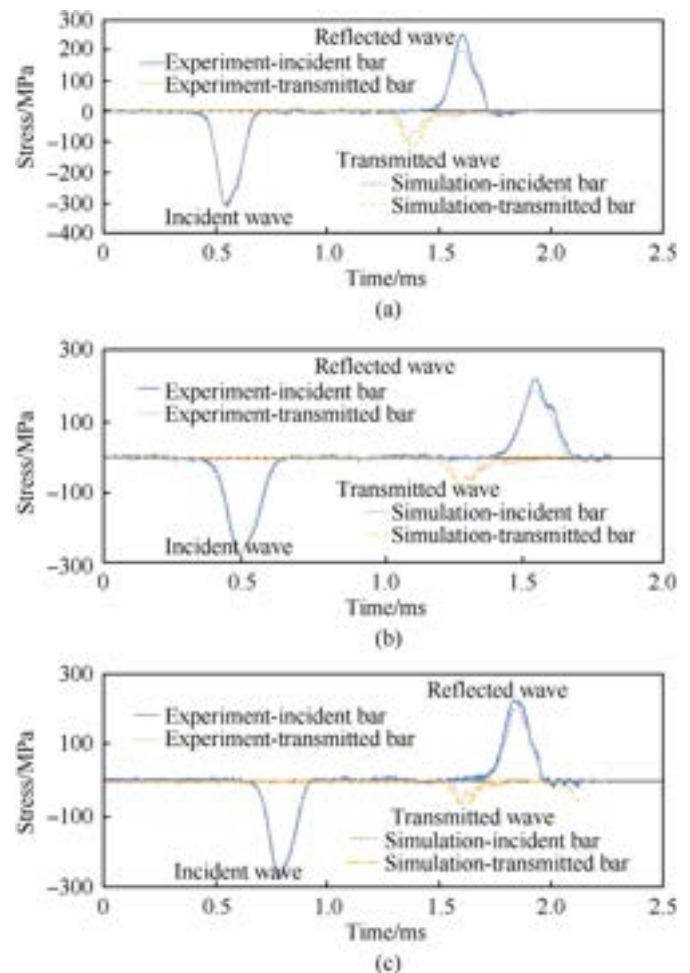 300
200
100
0
−100
−200
−300
−400
Stress/MPa
Reflected wave
Experiment-incident bar
Experiment-transmitted bar
Transmitted wave
Simulation-incident bar
Simulation-transmitted bar
Incident wave
0 0.5 1.0 1.5 2.0 2.5
Time/ms
(a)
300
100
−100
−300
Stress/MPa
Reflected wave
Experiment-incident bar
Experiment-transmitted bar
Transmitted wave
Simulation-incident bar
Simulation-transmitted bar
Incident wave
0 0.5 1.0 1.5 2.0
Time/ms
(b)
300
100
−100
−300
Stress/MPa
Reflected wave
Experiment-incident bar
Experiment-transmitted bar
Transmitted wave
Simulation-incident bar
Simulation-transmitted bar
Incident wave
0 0.5 1.0 1.5 2.0 2.5
Time/ms
(c)